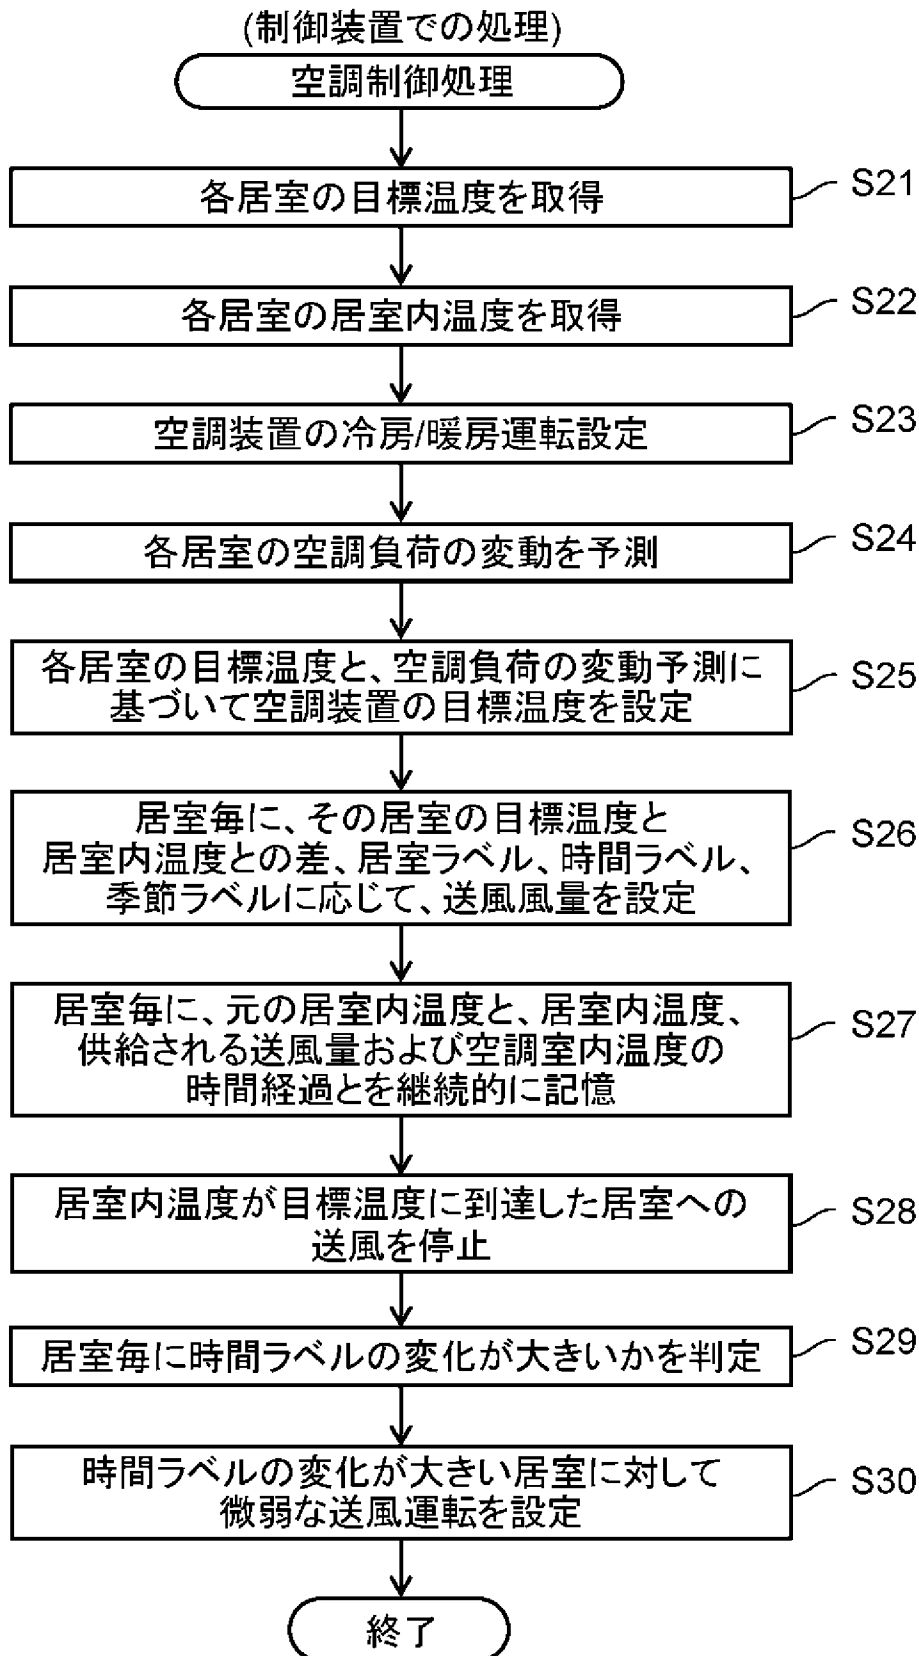 (制御装置での処理)
空調制御処理
各居室の目標温度を取得
S21
各居室の居室内温度を取得
S22
空調装置の冷房/暖房運転設定
S23
各居室の空調負荷の変動を予測
S24
各居室の目標温度と、空調負荷の変動予測に
基づいて空調装置の目標温度を設定
S25
居室毎に、その居室の目標温度と
居室内温度との差、居室ラベル、時間ラベル、
季節ラベルに応じて、送風風量を設定
S26
居室毎に、元の居室内温度と、居室内温度、
供給される送風量および空調室内温度の
時間経過とを継続的に記憶
S27
居室内温度が目標温度に到達した居室への
送風を停止
S28
居室毎に時間ラベルの変化が大きいかを判定
S29
時間ラベルの変化が大きい居室に対して
微弱な送風運転を設定
S30
終了